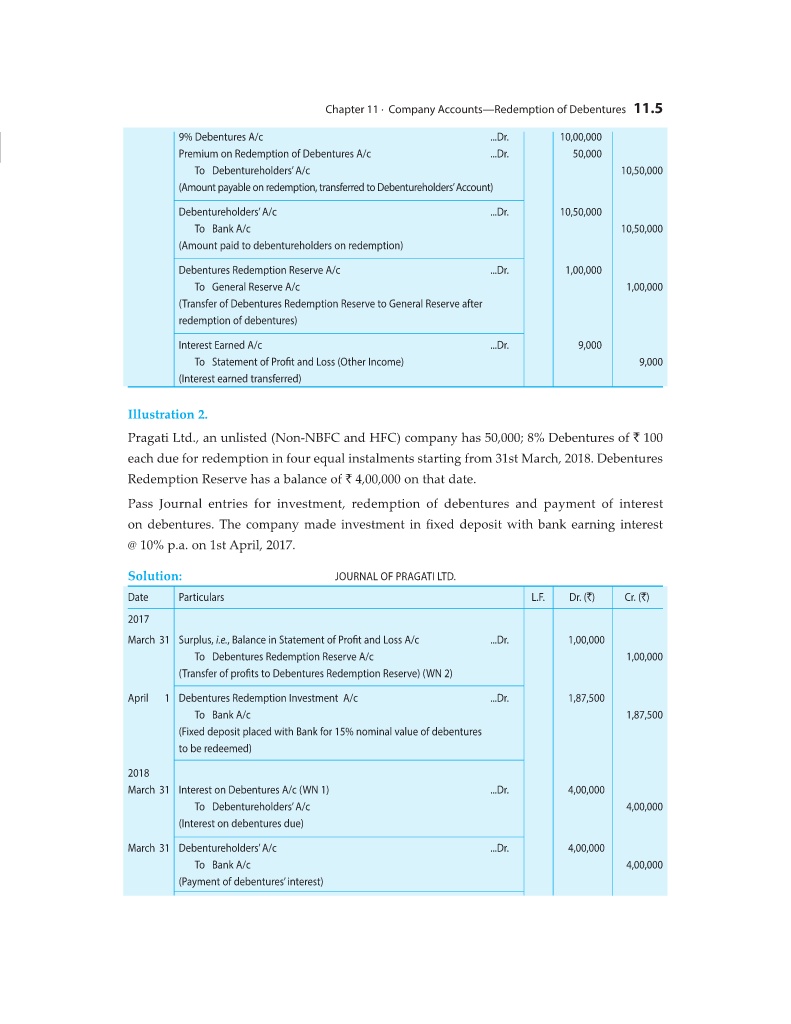 Chapter 11 · Company Accounts—Redemption of Debentures 11.5
9% Debentures A/c ...Dr. 10,00,000
Premium on Redemption of Debentures A/c ...Dr. 50,000
To Debentureholders' A/c 10,50,000
(Amount payable on redemption, transferred to Debentureholders' Account)
Debentureholders' A/c ...Dr. 10,50,000
To Bank A/c 10,50,000
(Amount paid to debentureholders on redemption)
Debentures Redemption Reserve A/c ...Dr. 1,00,000
To General Reserve A/c 1,00,000
(Transfer of Debentures Redemption Reserve to General Reserve after
redemption of debentures)
Interest Earned A/c ...Dr. 9,000
To Statement of Profit and Loss (Other Income) 9,000
(Interest earned transferred)
Illustration 2.
Pragati Ltd., an unlisted (Non-NBFC and HFC) company has 50,000; 8% Debentures of ₹ 100
each due for redemption in four equal instalments starting from 31st March, 2018. Debentures
Redemption Reserve has a balance of ₹ 4,00,000 on that date.
Pass Journal entries for investment, redemption of debentures and payment of interest
on debentures. The company made investment in fixed deposit with bank earning interest
@ 10% p.a. on 1st April, 2017.
Solution: JOURNAL OF PRAGATI LTD.
Date Particulars L.F. Dr. (₹) Cr. (₹)
2017
March 31 Surplus, i.e., Balance in Statement of Profit and Loss A/c ...Dr. 1,00,000
To Debentures Redemption Reserve A/c 1,00,000
(Transfer of profits to Debentures Redemption Reserve) (WN 2)
April 1 Debentures Redemption Investment A/c ...Dr. 1,87,500
To Bank A/c 1,87,500
(Fixed deposit placed with Bank for 15% nominal value of debentures
to be redeemed)
2018
March 31 Interest on Debentures A/c (WN 1) ...Dr. 4,00,000
To Debentureholders' A/c 4,00,000
(Interest on debentures due)
March 31 Debentureholders' A/c ...Dr. 4,00,000
To Bank A/c 4,00,000
(Payment of debentures' interest)